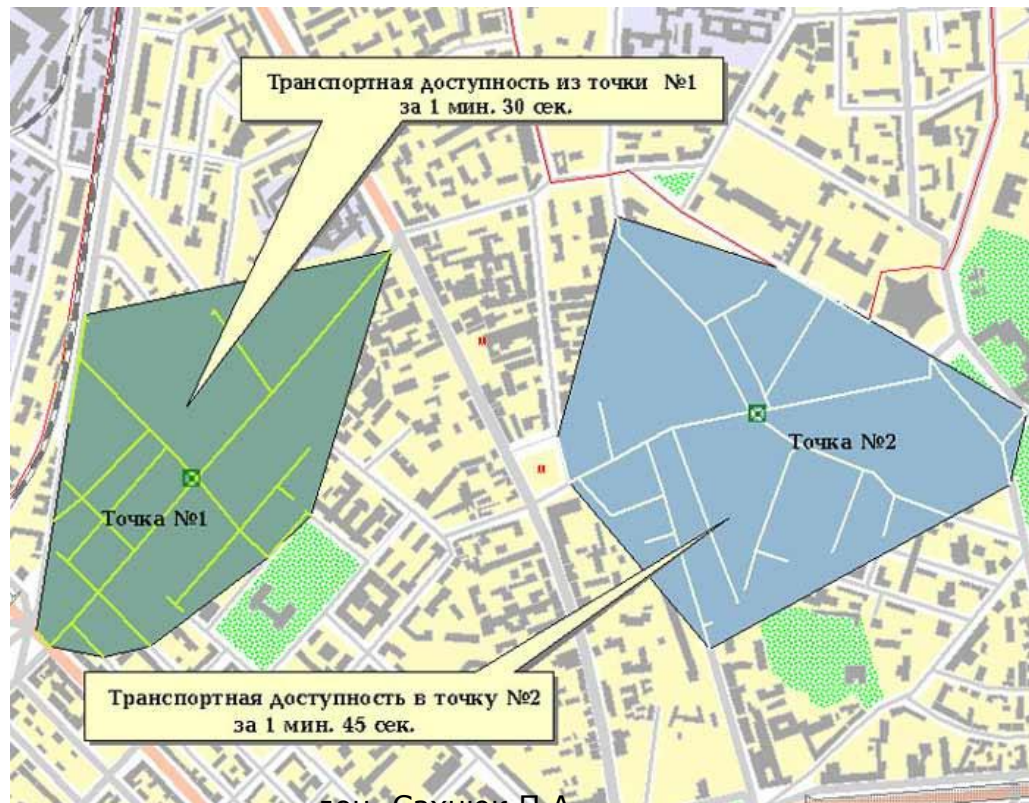 Транспортная доступность из точки №1
за 1 мин. 30 сек.
Точка №2
Точка №1
Транспортная доступность в точку №2
за 1 мин. 45 сек.